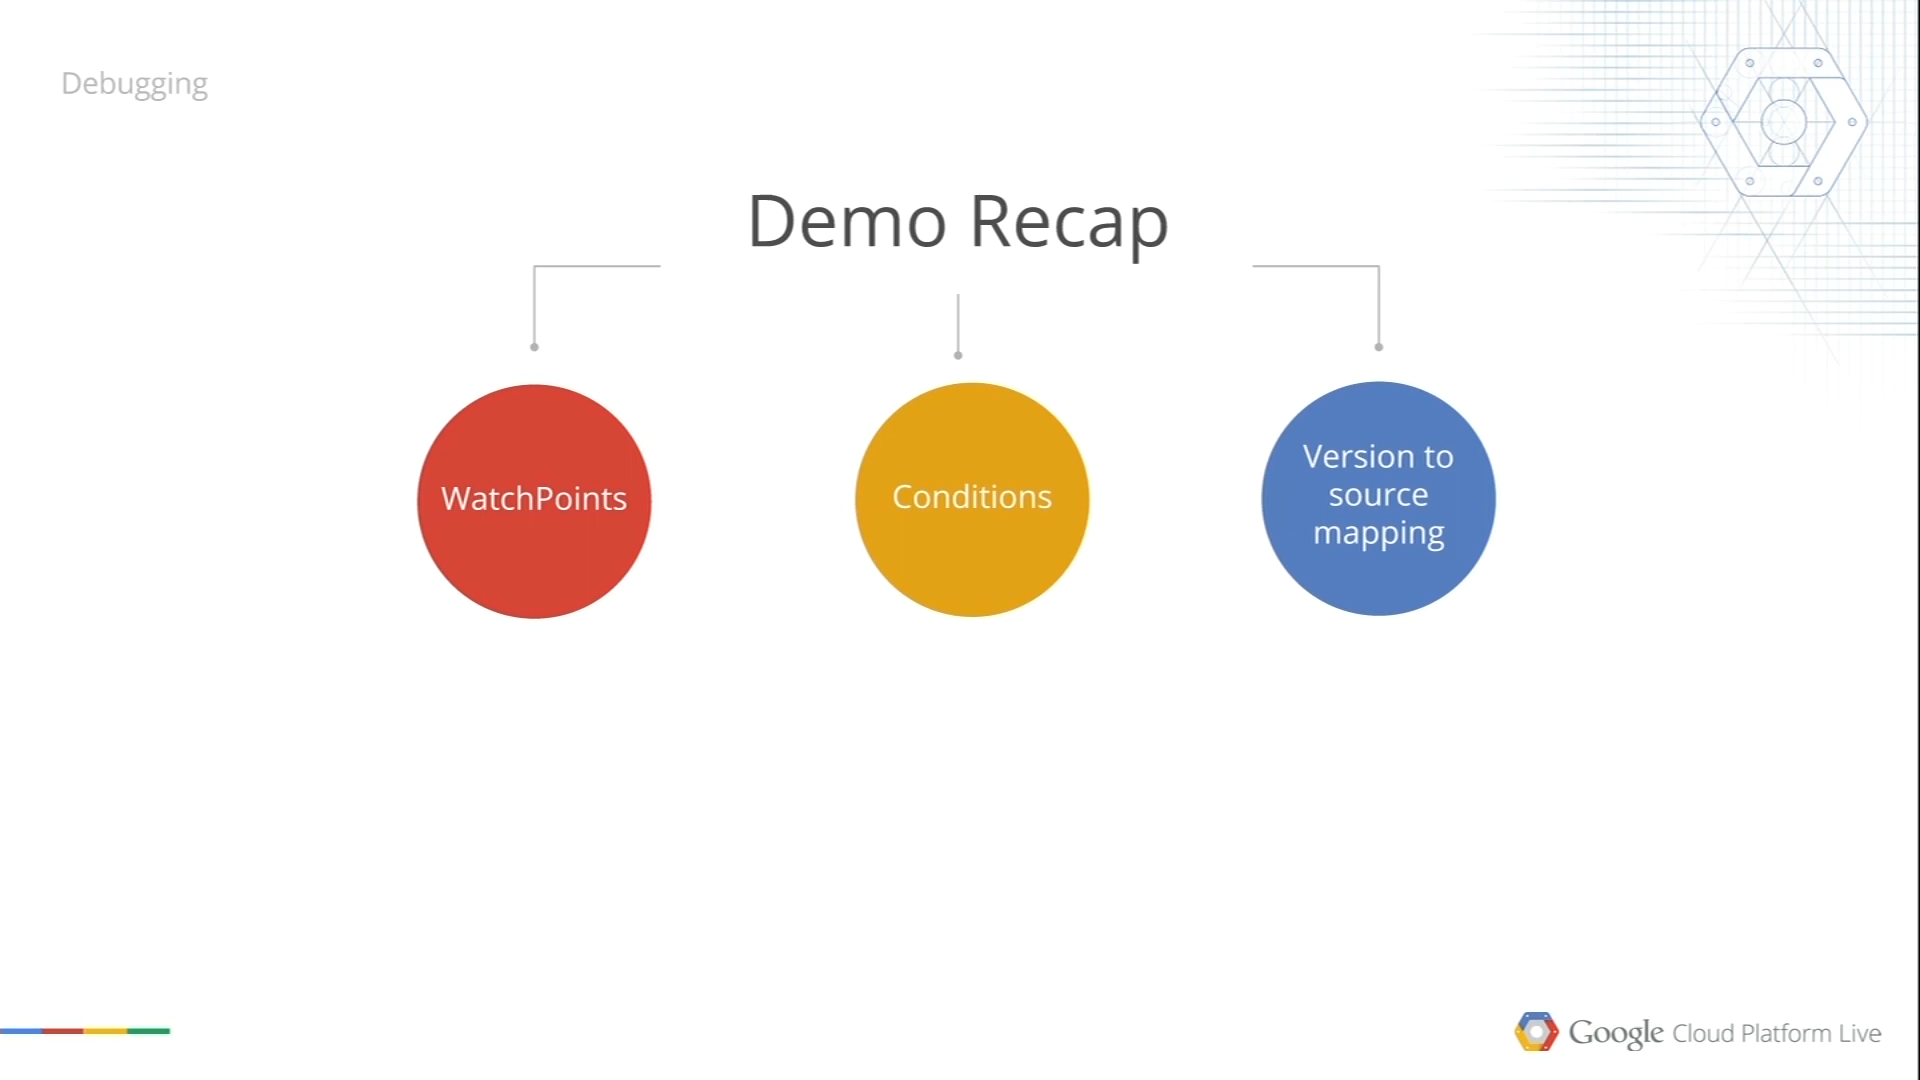 Debugging
Demo Recap
WatchPoints
Conditions
Version to
source
mapping
Google Cloud Platform Live